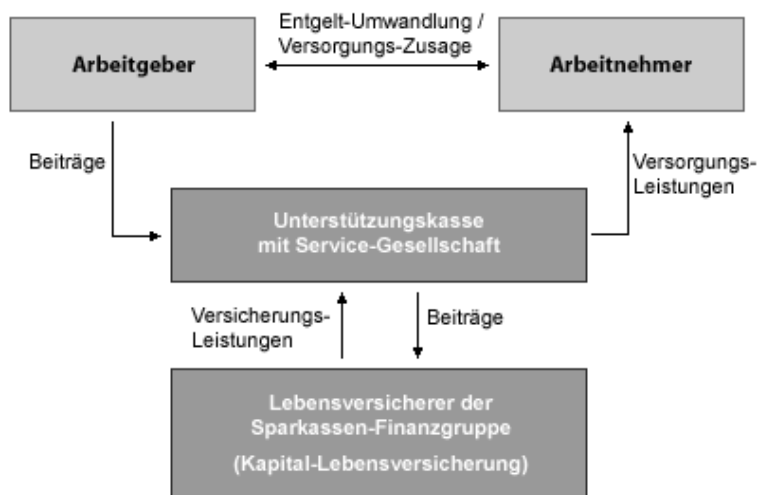 Entgelt-Umwandlung /
Versorgungs-Zusage
Arbeitgeber
Arbeitnehmer
Beiträge
Versorgungs-
Leistungen
Unterstützungskasse
mit Service-Gesellschaft
Versicherungs-
Leistungen
Beiträge
Lebensversicherer der
Sparkassen-Finanzgruppe
(Kapital-Lebensversicherung)